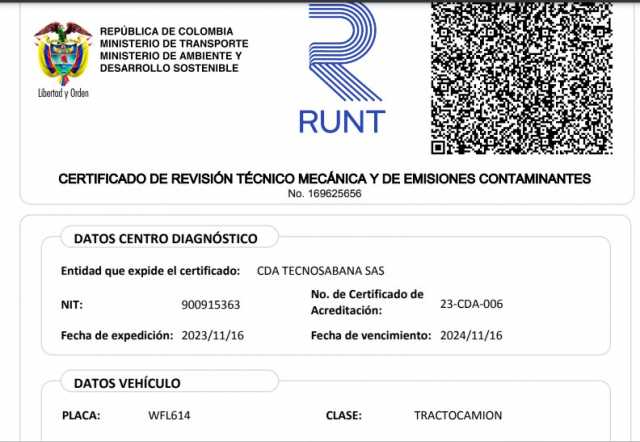 REPÚBLICA DE COLOMBIA
MINISTERIO DE TRANSPORTE
MINISTERIO DE AMBIENTE Y
DESARROLLO SOSTENIBLE
Libertad y Orden
RUNT
CERTIFICADO DE REVISIÓN TÉCNICO MECÁNICA Y DE EMISIONES CONTAMINANTES
No. 169625656
DATOS CENTRO DIAGNÓSTICO
Entidad que expide el certificado: CDA TECNOSABANA SAS
NIT: 900915363 No. de Certificado de Acreditación: 23-CDA-006
Fecha de expedición: 2023/11/16 Fecha de vencimiento: 2024/11/16
DATOS VEHÍCULO
PLACA: WFL614 CLASE: TRACTOCAMION